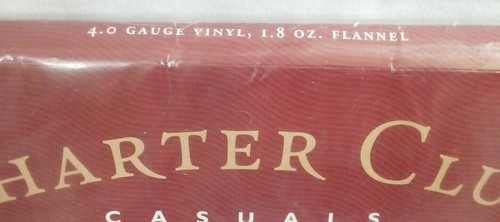 4.0 GAUGE VINYL, 1.8 OZ. FLANNEL
HARTER CLU
CASUALS